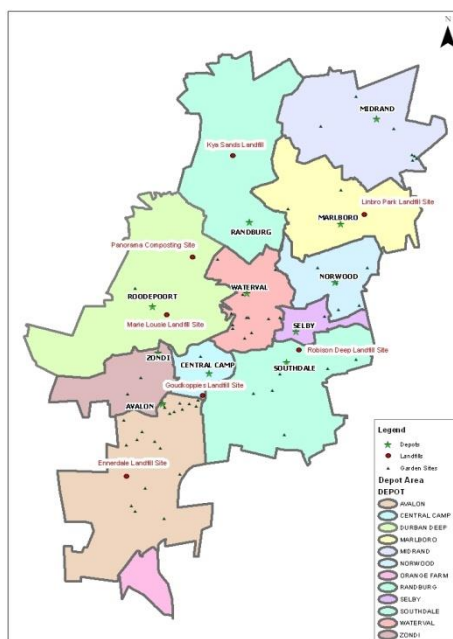 N
MIDRAND
Kya Sands Landfill
Linbro Park Landfill Site
MARLBORO
RANDBURG
Panorama Composting Site
NORWOOD
WATERVAL
ROODEPOORT
Marie Lousie Landfill Site
SELBY
Robison Deep Landfill Site
ZONDI
CENTRAL CAMP
SOUTHDALE
Goudkoppies Landfill Site
AVALON
Ennerdale Landfill Site
Legend
Depots
Landfills
Garden Sites
Depot Area
DEPOT
AVALON
CENTRAL CAMP
DURBAN DEEP
MARLBORO
MIDRAND
NORWOOD
ORANGE FARM
RANDBURG
SELBY
SOUTHDALE
WATERVAL
ZONDI